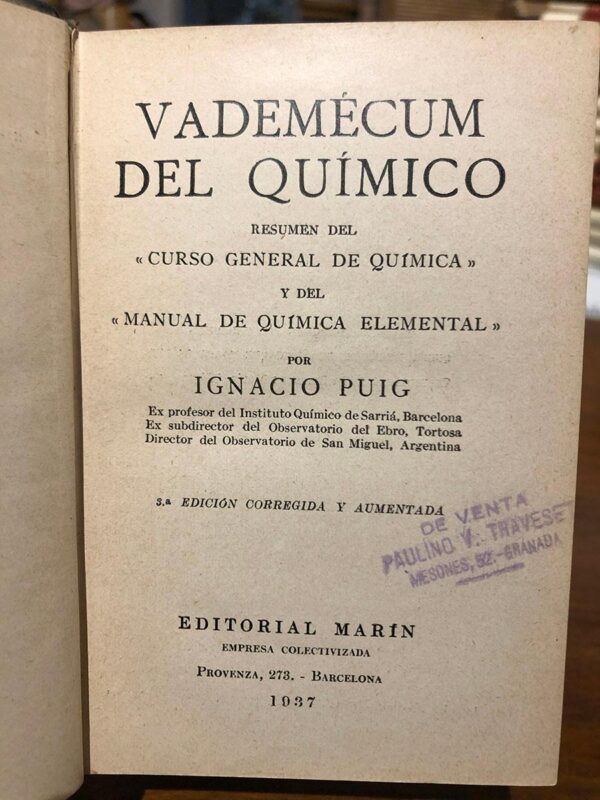 VADEMÉCUM
DEL QUÍMICO
RESUMEN DEL
« CURSO GENERAL DE QUÍMICA »
Y DEL
« MANUAL DE QUÍMICA ELEMENTAL »
POR
IGNACIO PUIG
Ex profesor del Instituto Químico de Sarriá, Barcelona
Ex subdirector del Observatorio del Ebro, Tortosa
Director del Observatorio de San Miguel, Argentina
3.ª EDICIÓN CORREGIDA Y AUMENTADA
DE VENTA
PAULINO V. TRAVESE
MESONES, 52.-GRANADA
EDITORIAL MARÍN
EMPRESA COLECTIVIZADA
PROVENZA, 273. - BARCELONA
1937